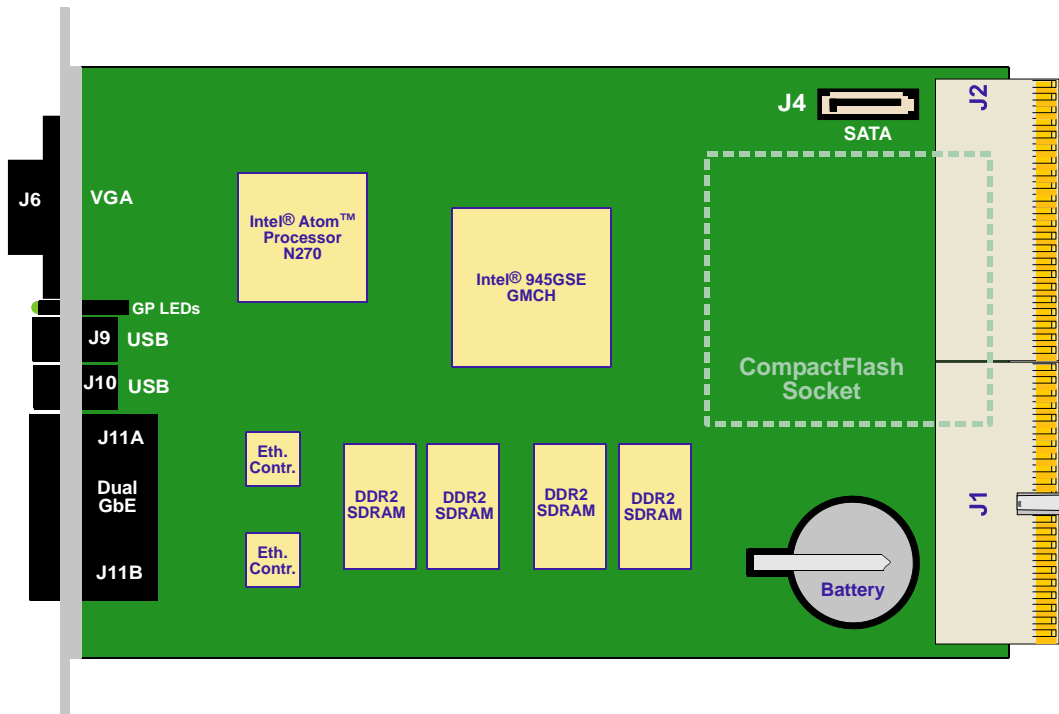 J4
SATA
J2
J6
VGA
Intel® Atom™
Processor
N270
Intel® 945GSE
GMCH
GP LEDs
J9
USB
J10
USB
CompactFlash
Socket
J11A
Dual
GbE
J11B
Eth.
Contr.
Eth.
Contr.
DDR2
SDRAM
DDR2
SDRAM
DDR2
SDRAM
DDR2
SDRAM
J1
Battery